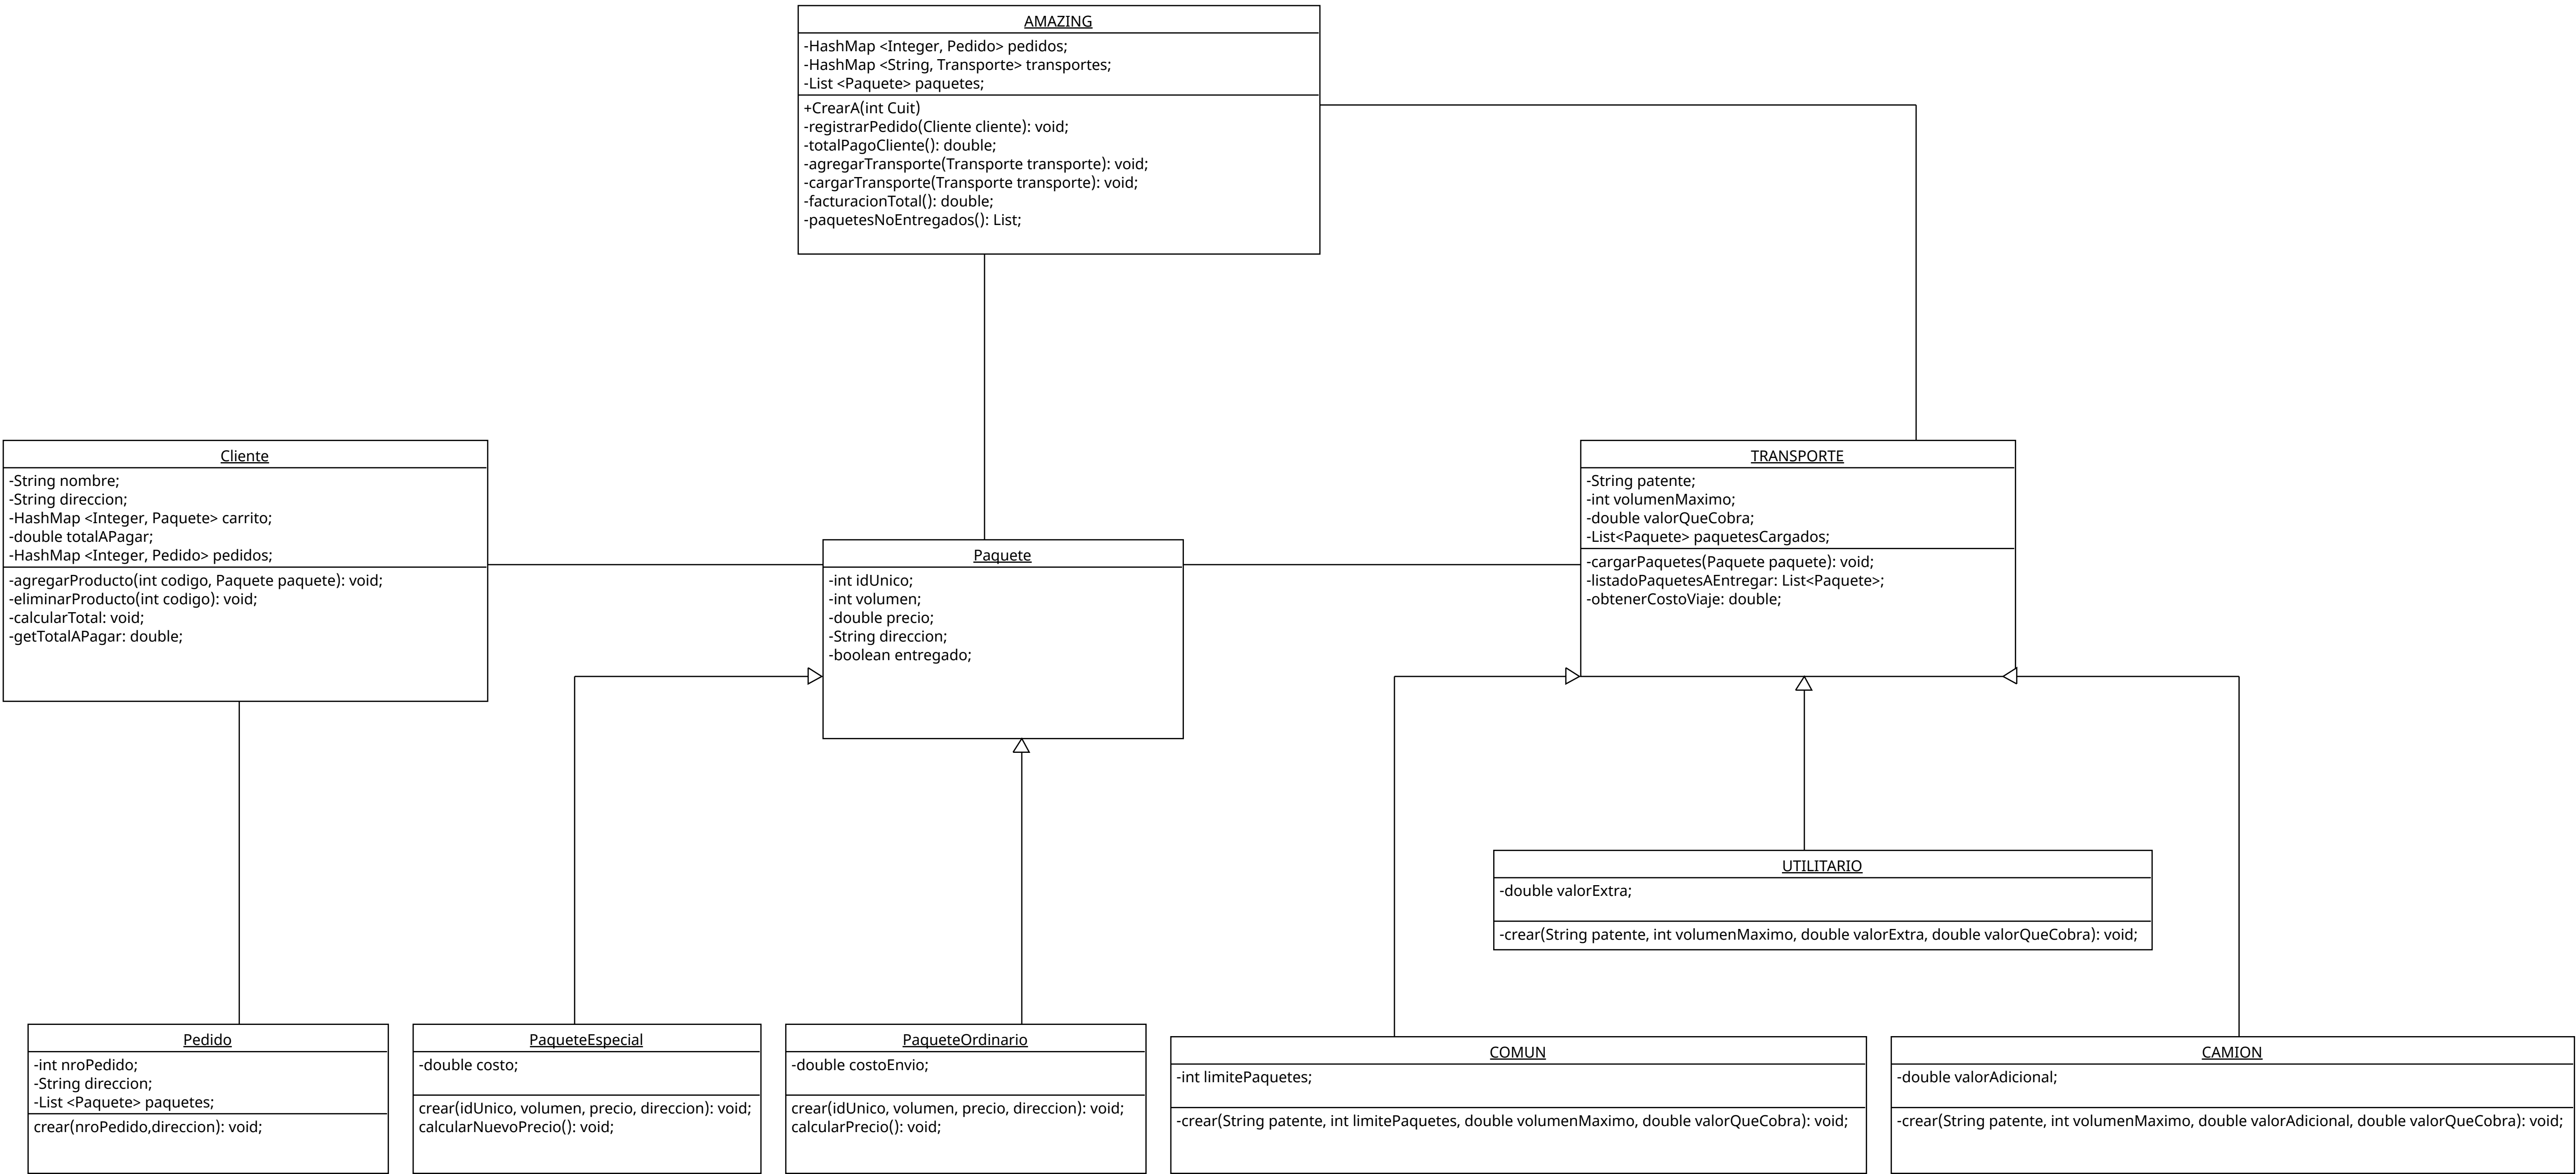 AMAZING
-HashMap <Integer, Pedido> pedidos;
-HashMap <String, Transporte> transportes;
-List <Paquete> paquetes;
+CrearA(int Cuit)
-registrarPedido(Cliente cliente): void;
-totalPagoCliente(): double;
-agregarTransporte(Transporte transporte): void;
-cargarTransporte(Transporte transporte): void;
-facturacionTotal(): double;
-paquetesNoEntregados(): List;
Cliente
-String nombre;
-String direccion;
-HashMap <Integer, Paquete> carrito;
-double totalAPagar;
-HashMap <Integer, Pedido> pedidos;
-agregarProducto(int codigo, Paquete paquete): void;
-eliminarProducto(int codigo): void;
-calcularTotal: void;
-getTotalAPagar: double;
Paquete
-int idUnico;
-int volumen;
-double precio;
-String direccion;
-boolean entregado;
TRANSPORTE
-String patente;
-int volumenMaximo;
-double valorQueCobra;
-List<Paquete> paquetesCargados;
-cargarPaquetes(Paquete paquete): void;
-listadoPaquetesAEntregar: List<Paquete>;
-obtenerCostoViaje: double;
UTILITARIO
-double valorExtra;
-crear(String patente, int volumenMaximo, double valorExtra, double valorQueCobra): void;
Pedido
-int nroPedido;
-String direccion;
-List <Paquete> paquetes;
crear(nroPedido,direccion): void;
PaqueteEspecial
-double costo;
crear(idUnico, volumen, precio, direccion): void;
calcularNuevoPrecio(): void;
PaqueteOrdinario
-double costoEnvio;
crear(idUnico, volumen, precio, direccion): void;
calcularPrecio(): void;
COMUN
-int limitePaquetes;
-crear(String patente, int limitePaquetes, double volumenMaximo, double valorQueCobra): void;
CAMION
-double valorAdicional;
-crear(String patente, int volumenMaximo, double valorAdicional, double valorQueCobra): void;